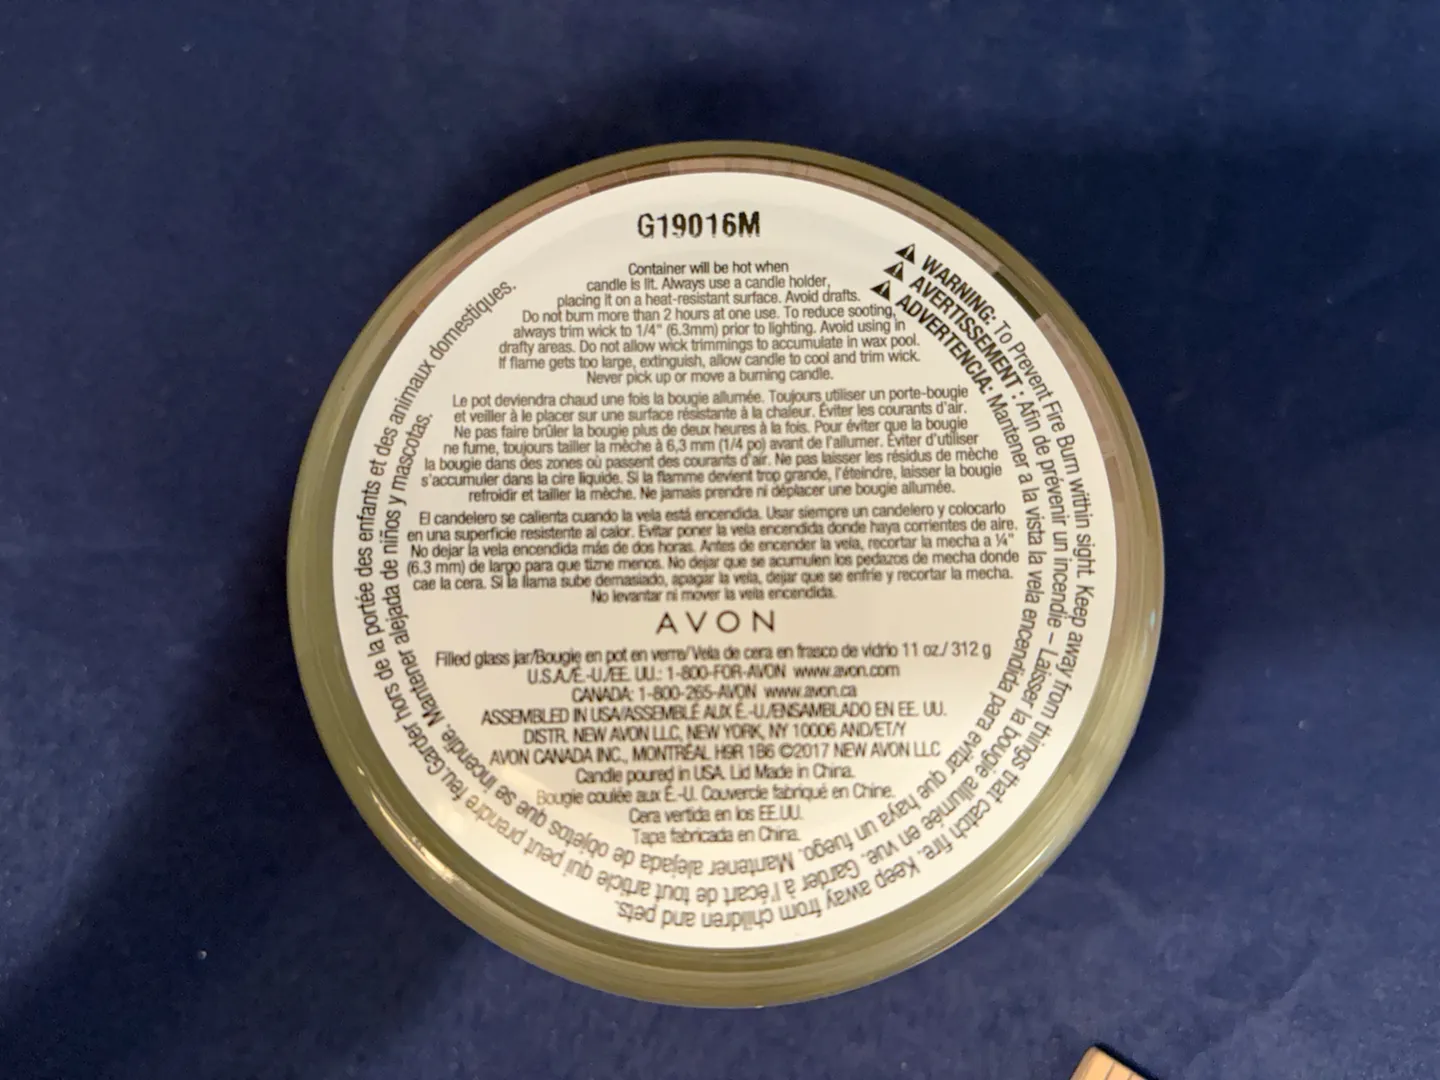 G19016M
Container will be hot when
candle is lit. Always use a candle holder,
placing it on a heat-resistant surface. Avoid drafts.
Do not burn more than 2 hours at one use. To reduce sooting,
always trim wick to 1/4" (6.3mm) prior to lighting. Avoid using in
drafty areas. Do not allow wick trimmings to accumulate in wax pool.
If flame gets too large, extinguish, allow candle to cool and trim wick.
Never pick up or move a burning candle.
Le pot deviendra chaud une fois la bougie allumée. Toujours utiliser un porte-bougie
et veiller à le placer sur une surface résistante à la chaleur. Éviter les courants d'air.
Ne pas faire brûler la bougie plus de deux heures à la fois. Pour éviter que la bougie
ne fume, toujours tailler la mèche à 6,3 mm (1/4 po) avant de l'allumer. Éviter d'utiliser
la bougie dans des zones où passent des courants d'air. Ne pas laisser les résidus de mèche
s'accumuler dans la cire liquide. Si la flamme devient trop grande, l'éteindre, laisser la bougie
refroidir et tailler la mèche. Ne jamais prendre ni déplacer une bougie allumée.
El candelero se calienta cuando la vela está encendida. Usar siempre un candelero y colocarlo
en una superficie resistente al calor. Evitar poner la vela encendida donde haya corrientes de aire.
No dejar la vela encendida más de dos horas. Antes de encender la vela, recortar la mecha a ¼"
(6.3 mm) de largo para que tizne menos. No dejar que se acumulen los pedazos de mecha donde
cae la cera. Si la llama sube demasiado, apagar la vela, dejar que se enfríe y recortar la mecha.
No levantar ni mover la vela encendida.
AVON
Filled glass jar/Bougie en pot en verre/Vela de cera en frasco de vidrio 11 oz./ 312 g
U.S.A./É.-U./EE. UU.: 1-800-FOR-AVON www.avon.com
CANADA: 1-800-265-AVON www.avon.ca
ASSEMBLED IN USA/ASSEMBLÉ AUX É.-U./ENSAMBLADO EN EE. UU.
DISTR. NEW AVON LLC, NEW YORK, NY 10006 AND/ET/Y
AVON CANADA INC., MONTRÉAL H9R 1B6 ©2017 NEW AVON LLC
Candle poured in USA. Lid Made in China.
Bougie coulée aux É.-U. Couvercle fabriqué en Chine.
Cera vertida en los EE.UU.
Tapa fabricada en China.
WARNING: To Prevent Fire Burn within sight. Keep away from things that catch fire. Keep away from children and pets.
AVERTISSEMENT : Afin de prévenir un incendie – Laisser la bougie allumée en vue. Garder à l'écart de tout article qui peut prendre feu. Garder hors de la portée des enfants et des animaux domestiques.
ADVERTENCIA: Mantener a la vista la vela encendida para evitar que haya un fuego. Mantener alejada de objetos que se incendie. Mantener alejada de niños y mascotas.